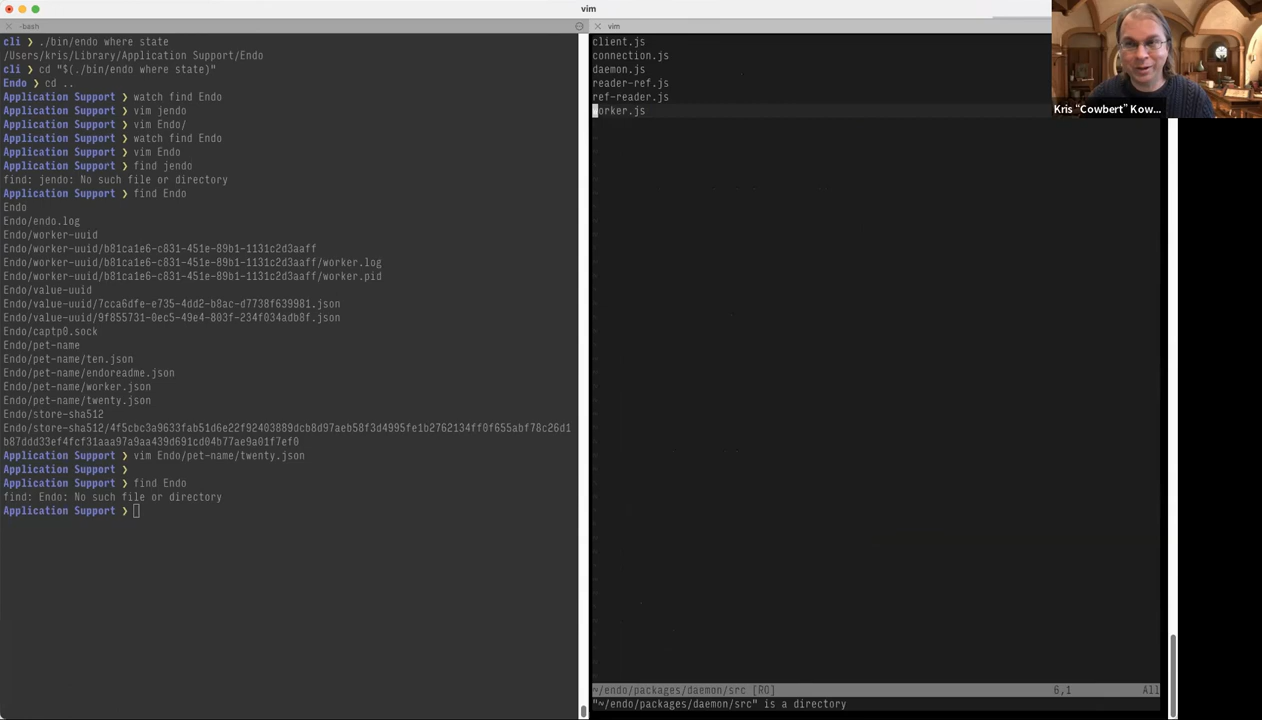 vim
-bash
cli ❯ ./bin/endo where state
/Users/kris/Library/Application Support/Endo
cli ❯ cd "$(./bin/endo where state)"
Endo ❯ cd ..
Application Support ❯ watch find Endo
Application Support ❯ vim jendo
Application Support ❯ vim Endo/
Application Support ❯ watch find Endo
Application Support ❯ vim Endo
Application Support ❯ find jendo
find: jendo: No such file or directory
Application Support ❯ find Endo
Endo
Endo/endo.log
Endo/worker-uuid
Endo/worker-uuid/b81ca1e6-c831-451e-89b1-1131c2d3aaff
Endo/worker-uuid/b81ca1e6-c831-451e-89b1-1131c2d3aaff/worker.log
Endo/worker-uuid/b81ca1e6-c831-451e-89b1-1131c2d3aaff/worker.pid
Endo/value-uuid
Endo/value-uuid/7cca6dfe-e735-4dd2-b8ac-d7738f639981.json
Endo/value-uuid/9f855731-0ec5-49e4-803f-234f034adb8f.json
Endo/captp0.sock
Endo/pet-name
Endo/pet-name/ten.json
Endo/pet-name/endoreadme.json
Endo/pet-name/worker.json
Endo/pet-name/twenty.json
Endo/store-sha512
Endo/store-sha512/4f5cbc3a9633fab51d6e22f92403889dcb8d97aeb58f3d4995fe1b2762134ff0f655abf78c26d1
b87ddd33ef4fcf31aaa97a9aa439d691cd04b77ae9a01f7ef0
Application Support ❯ vim Endo/pet-name/twenty.json
Application Support ❯
Application Support ❯ find Endo
find: Endo: No such file or directory
Application Support ❯
vim
client.js
connection.js
daemon.js
reader-ref.js
ref-reader.js
worker.js
~/endo/packages/daemon/src [RO] 6,1 All
"~/endo/packages/daemon/src" is a directory
Kris "Cowbert" Kow...